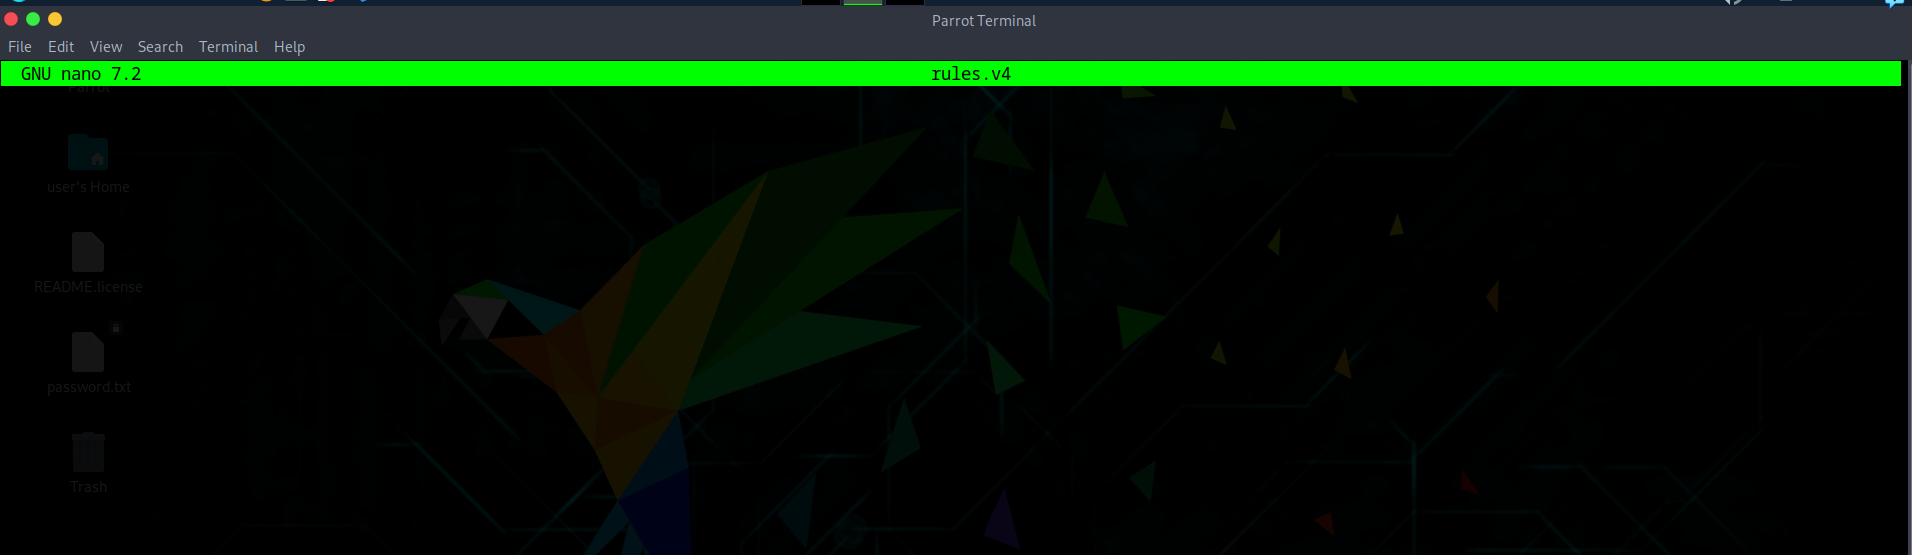 Parrot Terminal
File Edit View Search Terminal Help
GNU nano 7.2 rules.v4
Parrot
user's Home
README.license
password.txt
Trash